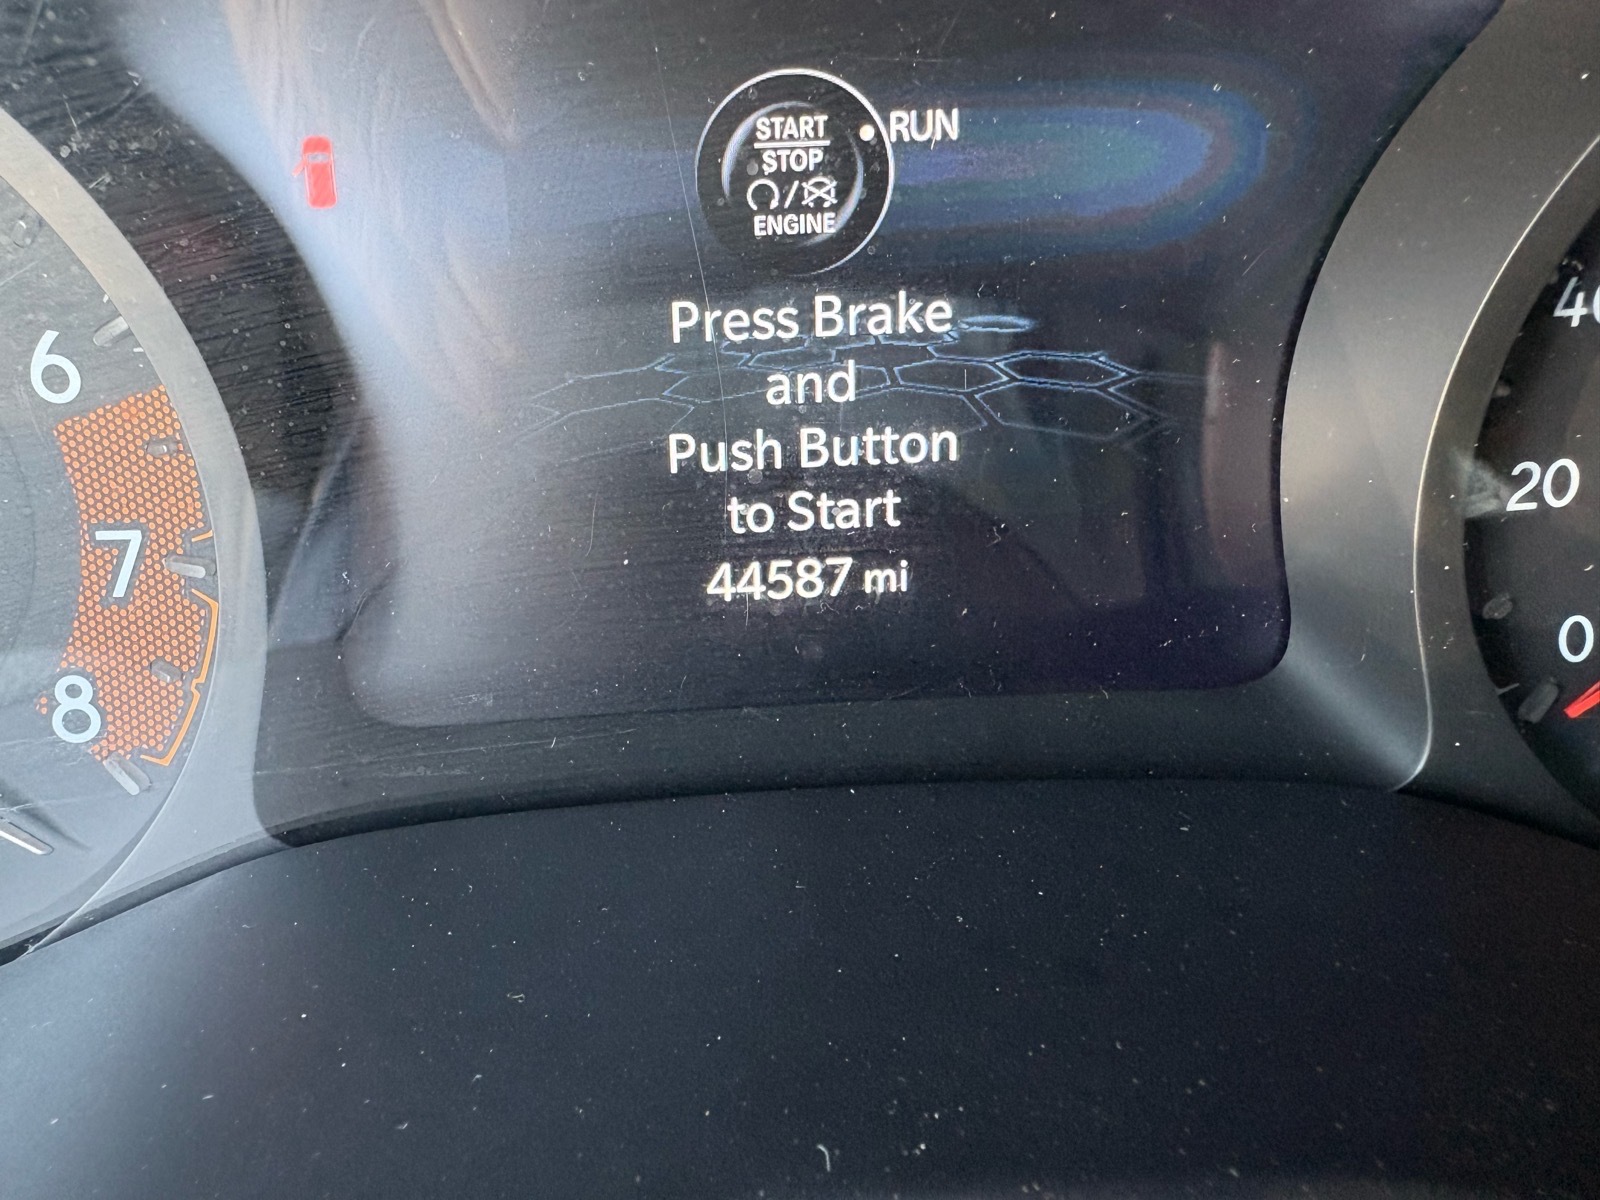 START
STOP
ENGINE
RUN
Press Brake
and
Push Button
to Start
44587 mi
6
7
8
40
20
0